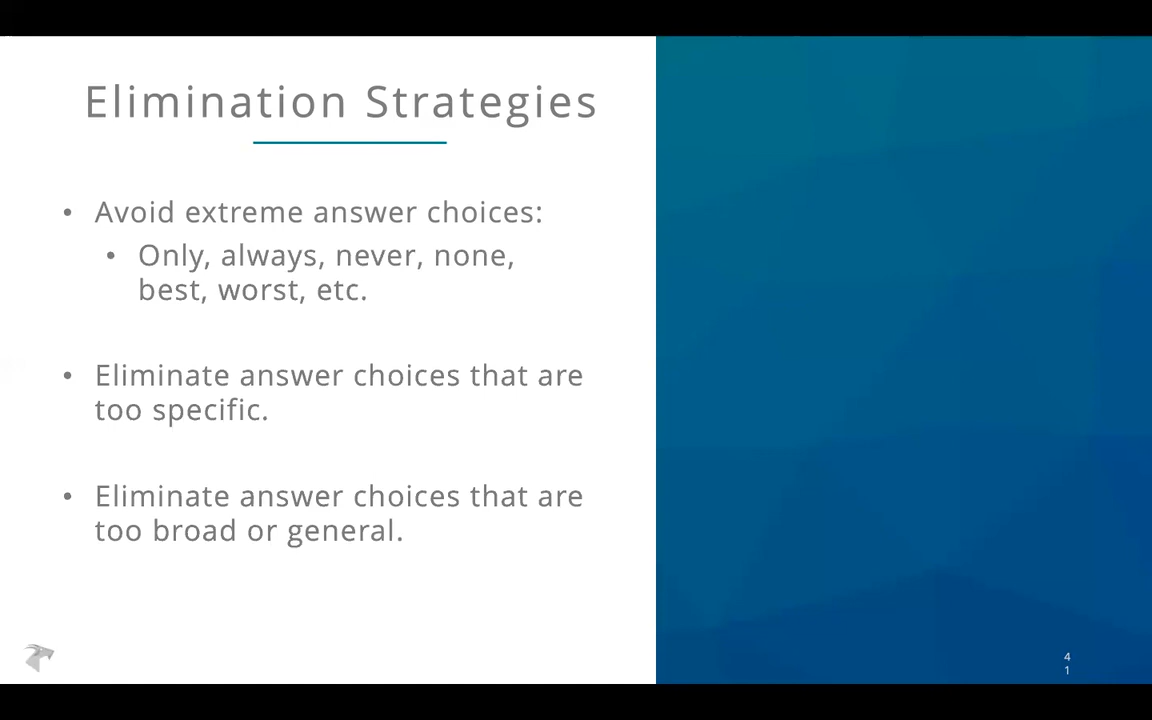 Elimination Strategies
• Avoid extreme answer choices:
• Only, always, never, none,
best, worst, etc.
• Eliminate answer choices that are
too specific.
• Eliminate answer choices that are
too broad or general.
4
1